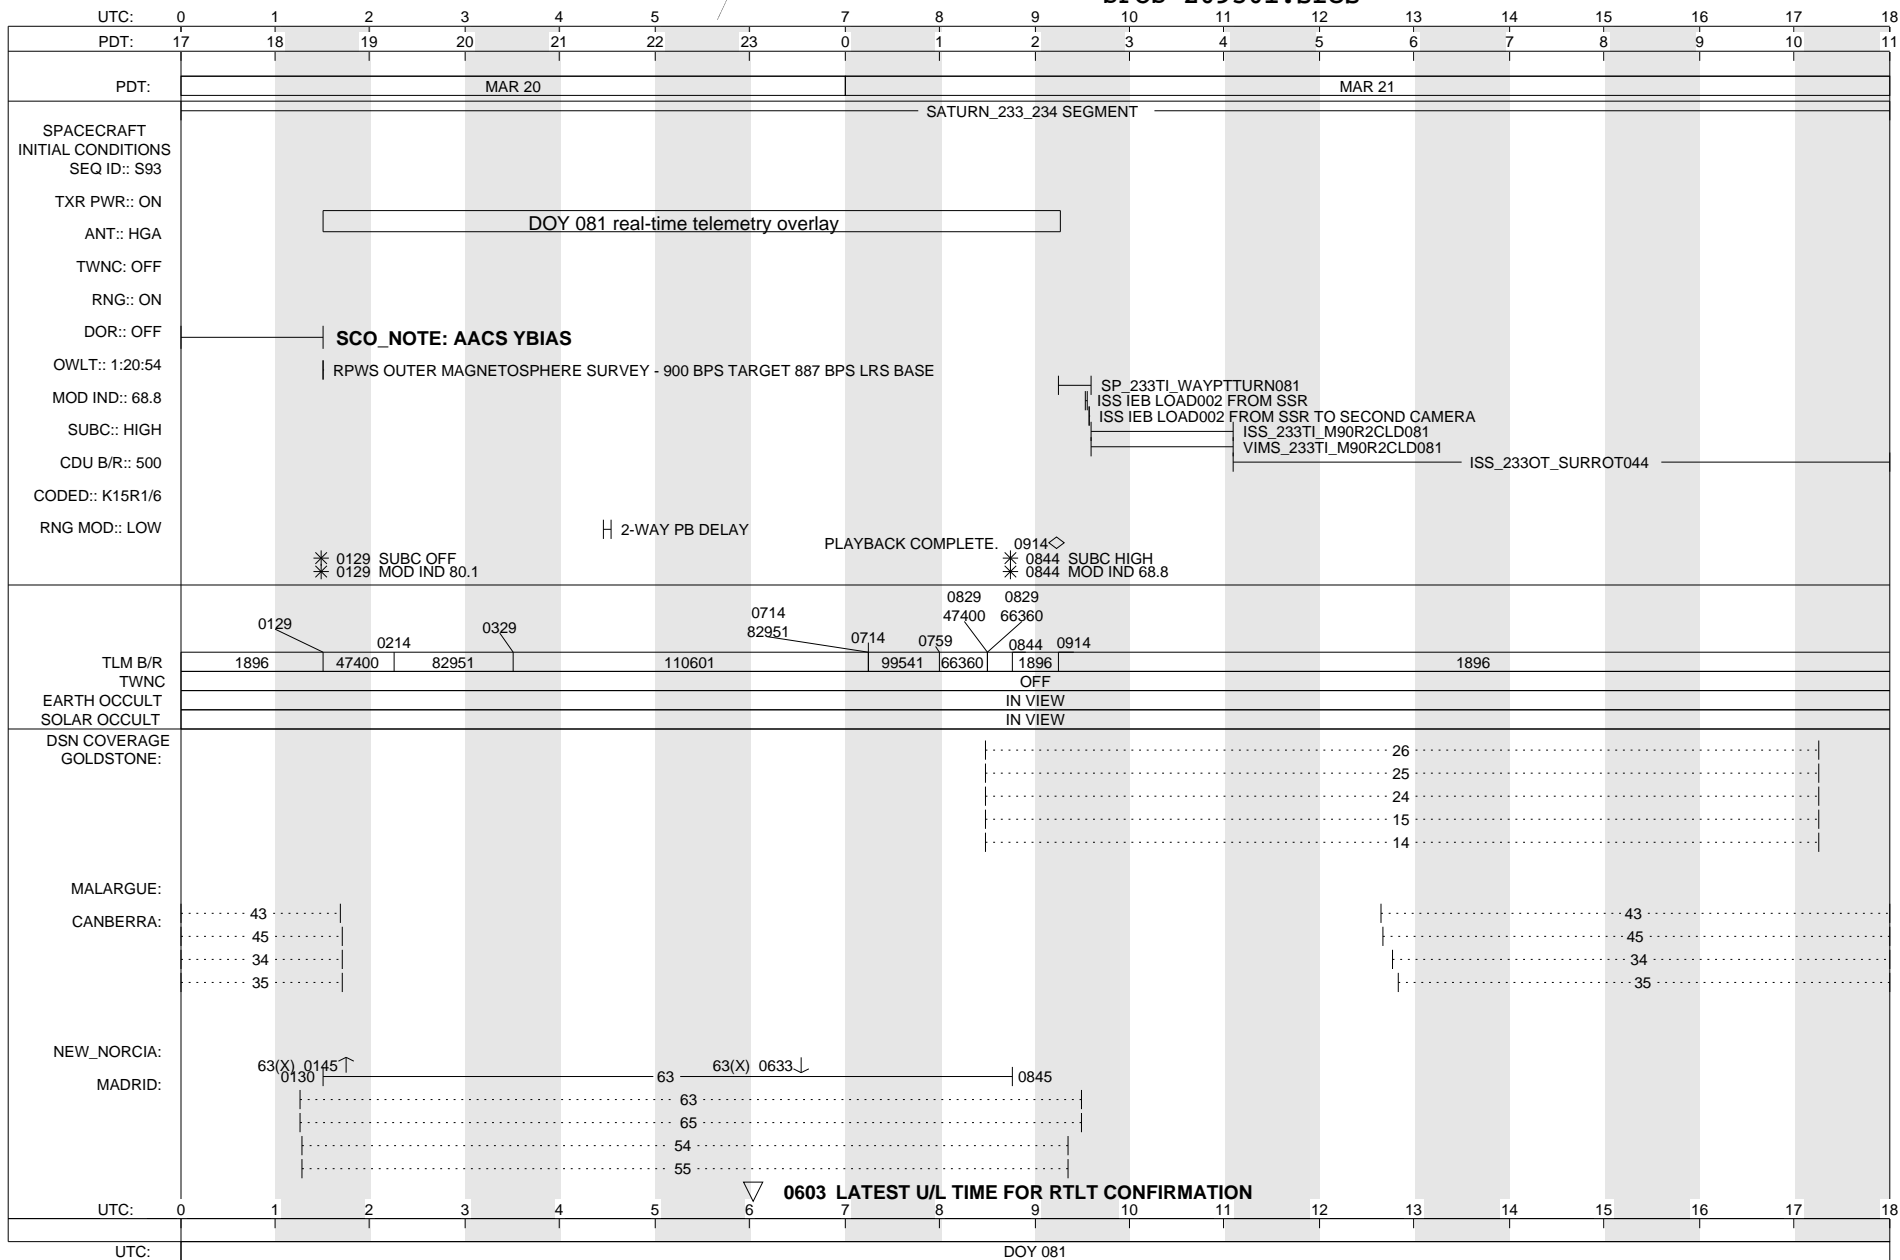 UTC: 0 1 2 3 4 5 7 8 9 10 11 12 13 14 15 16 17 18
PDT: 17 18 19 20 21 22 23 0 1 2 3 4 5 6 7 8 9 10 11
PDT: MAR 20 MAR 21
SATURN_233_234 SEGMENT
SPACECRAFT
INITIAL CONDITIONS
SEQ ID:: S93
TXR PWR:: ON
DOY 081 real-time telemetry overlay
ANT:: HGA
TWNC: OFF
RNG:: ON
DOR:: OFF
SCO_NOTE: AACS YBIAS
OWLT:: 1:20:54
RPWS OUTER MAGNETOSPHERE SURVEY - 900 BPS TARGET 887 BPS LRS BASE
SP_233TI_WAYPTTURN081
MOD IND:: 68.8
ISS IEB LOAD002 FROM SSR
ISS IEB LOAD002 FROM SSR TO SECOND CAMERA
SUBC:: HIGH
ISS_233TI_M90R2CLD081
VIMS_233TI_M90R2CLD081
CDU B/R:: 500
ISS_233OT_SURROT044
CODED:: K15R1/6
RNG MOD:: LOW
2-WAY PB DELAY
PLAYBACK COMPLETE. 0914
0129 SUBC OFF
0844 SUBC HIGH
0129 MOD IND 80.1
0844 MOD IND 68.8
0829 0829
0714 47400 66360
0129 0329 82951
0214 0714 0759 0844 0914
TLM B/R 1896 47400 82951 110601 99541 66360 1896 1896
TWNC OFF
EARTH OCCULT IN VIEW
SOLAR OCCULT IN VIEW
DSN COVERAGE
GOLDSTONE: 26
25
24
15
14
MALARGUE:
CANBERRA: 43 43
45 45
34 34
35 35
NEW_NORCIA:
63(X) 0145 63(X) 0633
MADRID: 0130 63 0845
63
65
54
55
0603 LATEST U/L TIME FOR RTLT CONFIRMATION
UTC: 0 1 2 3 4 5 6 7 8 9 10 11 12 13 14 15 16 17 18
UTC: DOY 081